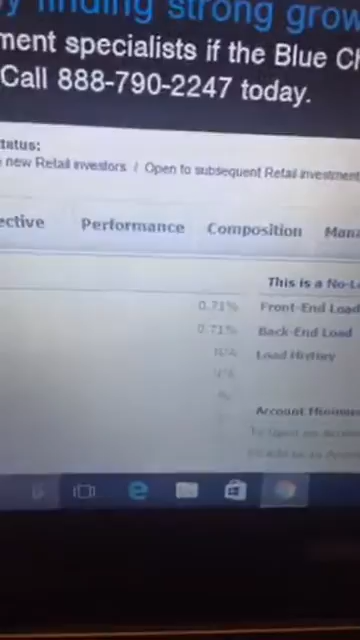 finding strong grow
ment specialists if the Blue Ch
Call 888-790-2247 today.
tatus:
new Retail investors / Open to subsequent Retail investment
ective Performance Composition Mana
This is a No-L
0.71% Front-End Load
0.71% Back-End Load
N/A Load History
Account Minimum